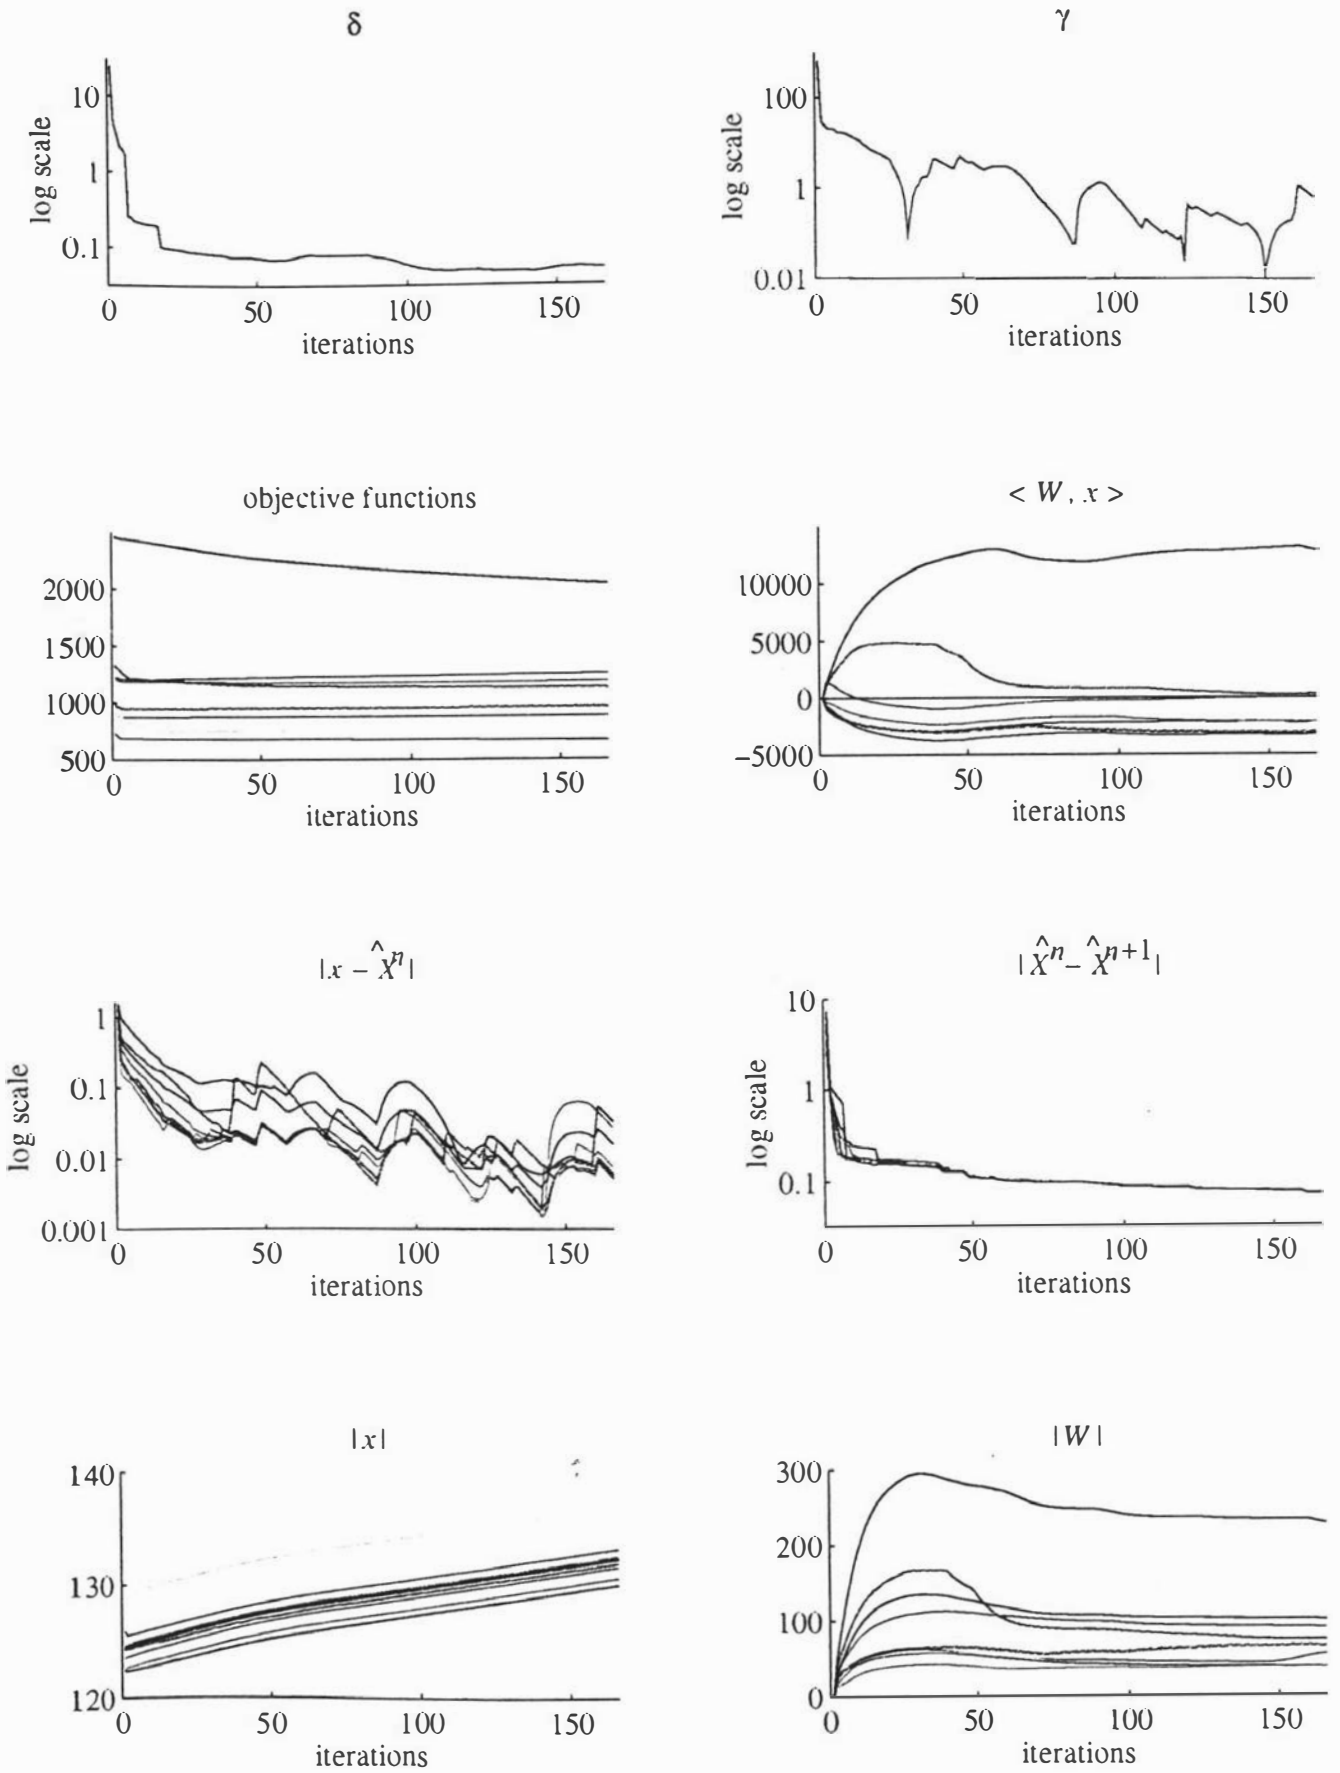 δ
log scale
10
1
0.1
0 50 100 150
iterations
γ
log scale
100
1
0.01
0 50 100 150
iterations
objective functions
2000
1500
1000
500
0 50 100 150
iterations
< W , x >
10000
5000
0
−5000
0 50 100 150
iterations
| x − X̂ⁿ |
log scale
1
0.1
0.01
0.001
0 50 100 150
iterations
| X̂ⁿ − X̂ⁿ⁺¹ |
log scale
10
1
0.1
0 50 100 150
iterations
| x |
140
130
120
0 50 100 150
iterations
| W |
300
200
100
0
0 50 100 150
iterations